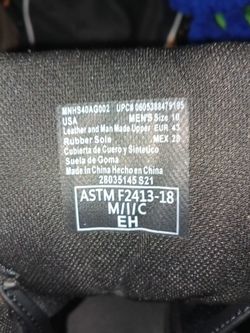 MNHS40AG002 UPC# 0605388479185
USA MEN'S Size 10
Leather and Man Made Upper EUR 43
Rubber Sole MEX 28
Cubierta de Cuero y Sintetico
Suela de Goma
Made in China Hecho en China
28035145 S21
ASTM F2413-18
M/I/C
EH